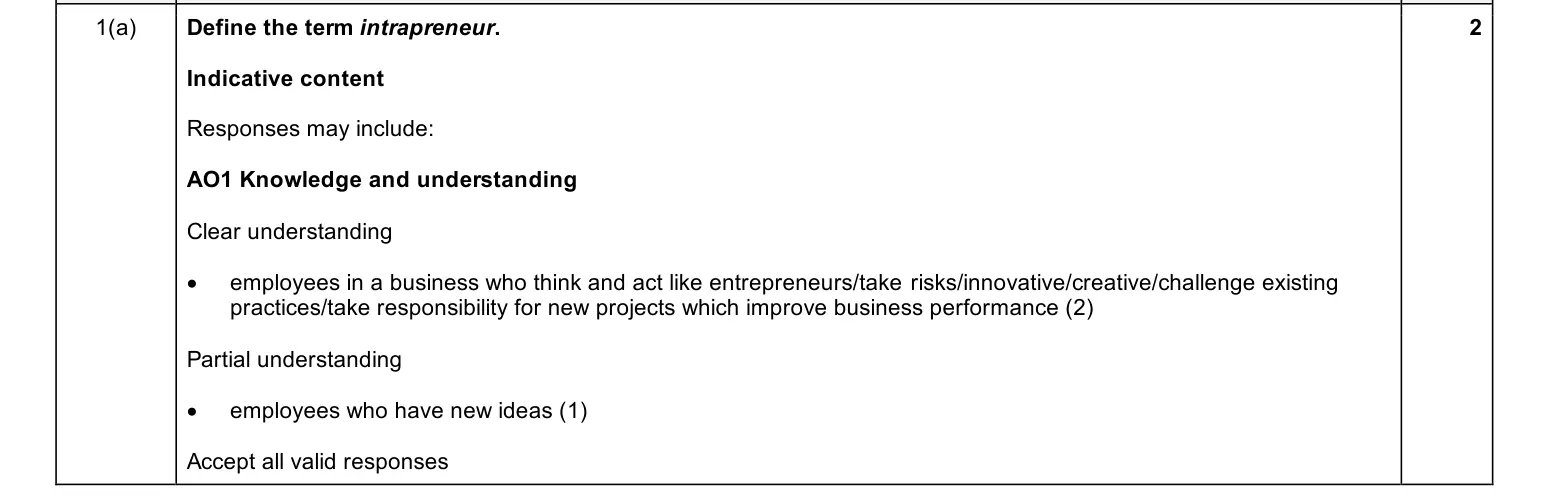 1(a)
Define the term intrapreneur.
2
Indicative content
Responses may include:
AO1 Knowledge and understanding
Clear understanding
• employees in a business who think and act like entrepreneurs/take risks/innovative/creative/challenge existing
practices/take responsibility for new projects which improve business performance (2)
Partial understanding
• employees who have new ideas (1)
Accept all valid responses